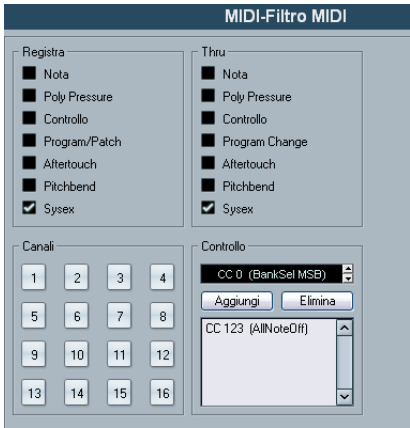 MIDI-Filtro MIDI
Registra
Nota
Poly Pressure
Controllo
Program/Patch
Aftertouch
Pitchbend
Sysex
Thru
Nota
Poly Pressure
Controllo
Program Change
Aftertouch
Pitchbend
Sysex
Canali
1 2 3 4
5 6 7 8
9 10 11 12
13 14 15 16
Controllo
CC 0 (BankSel MSB)
Aggiungi Elimina
CC 123 (AllNoteOff)